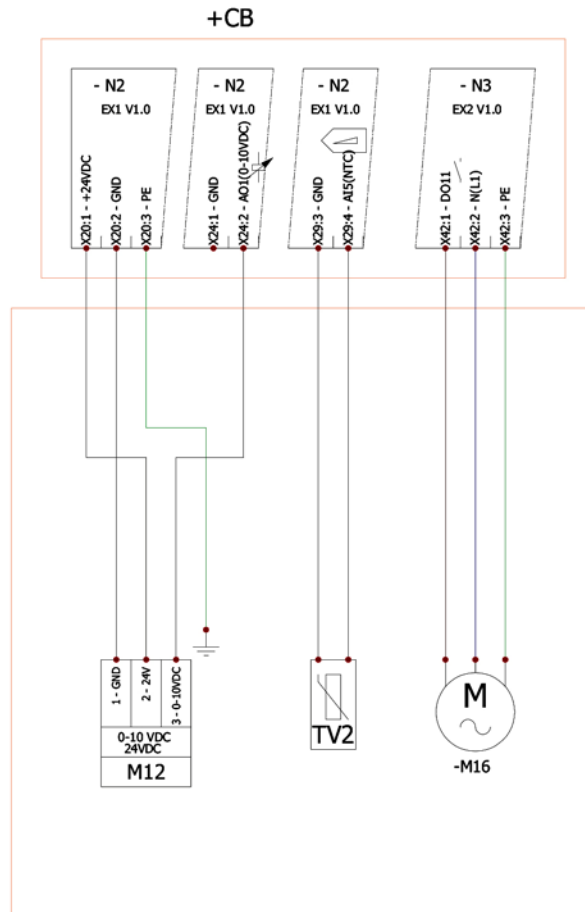 +CB
- N2
EX1 V1.0
X20:1 - +24VDC
X20:2 - GND
X20:3 - PE
- N2
EX1 V1.0
X24:1 - GND
X24:2 - AO1(0-10VDC)
- N2
EX1 V1.0
X29:3 - GND
X29:4 - AI5(NTC)
- N3
EX2 V1.0
X42:1 - DO11
X42:2 - N(L1)
X42:3 - PE
1 - GND
2 - 24V
3 - 0-10VDC
0-10 VDC
24VDC
M12
TV2
M
-M16